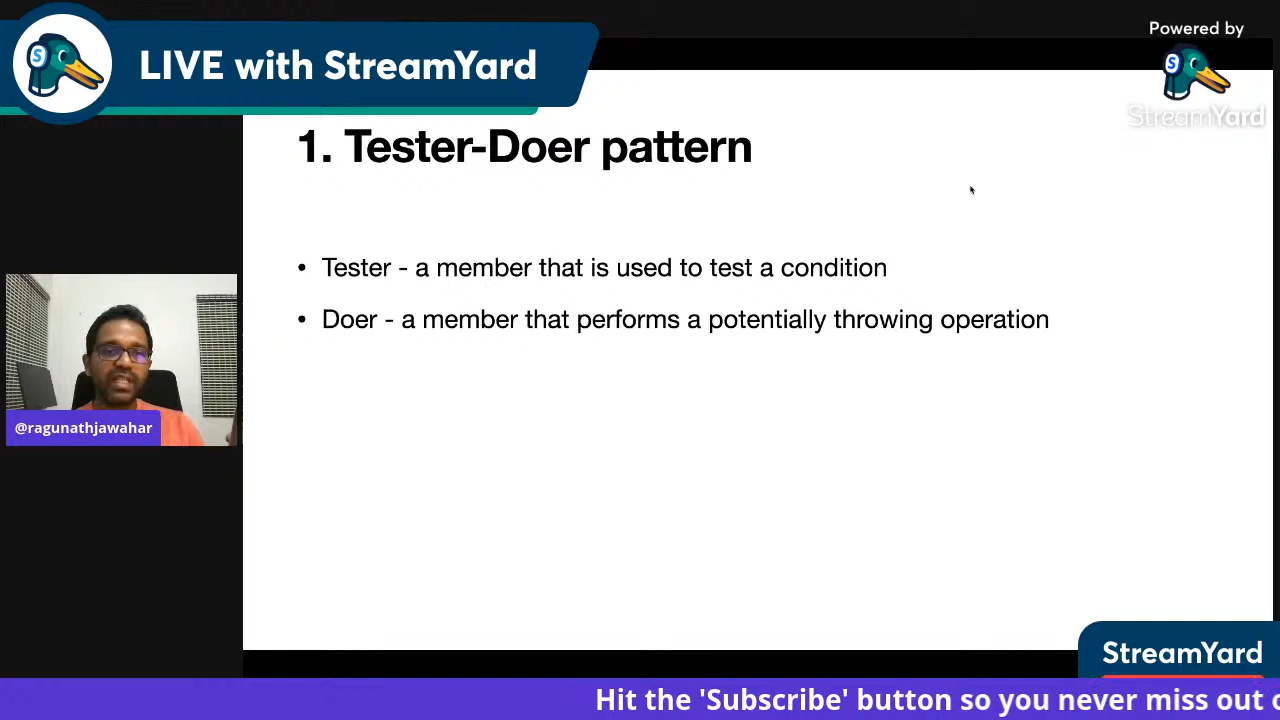 S
LIVE with StreamYard
Powered by
S
StreamYard
1. Tester-Doer pattern
• Tester - a member that is used to test a condition
• Doer - a member that performs a potentially throwing operation
@ragunathjawahar
StreamYard
Hit the 'Subscribe' button so you never miss out